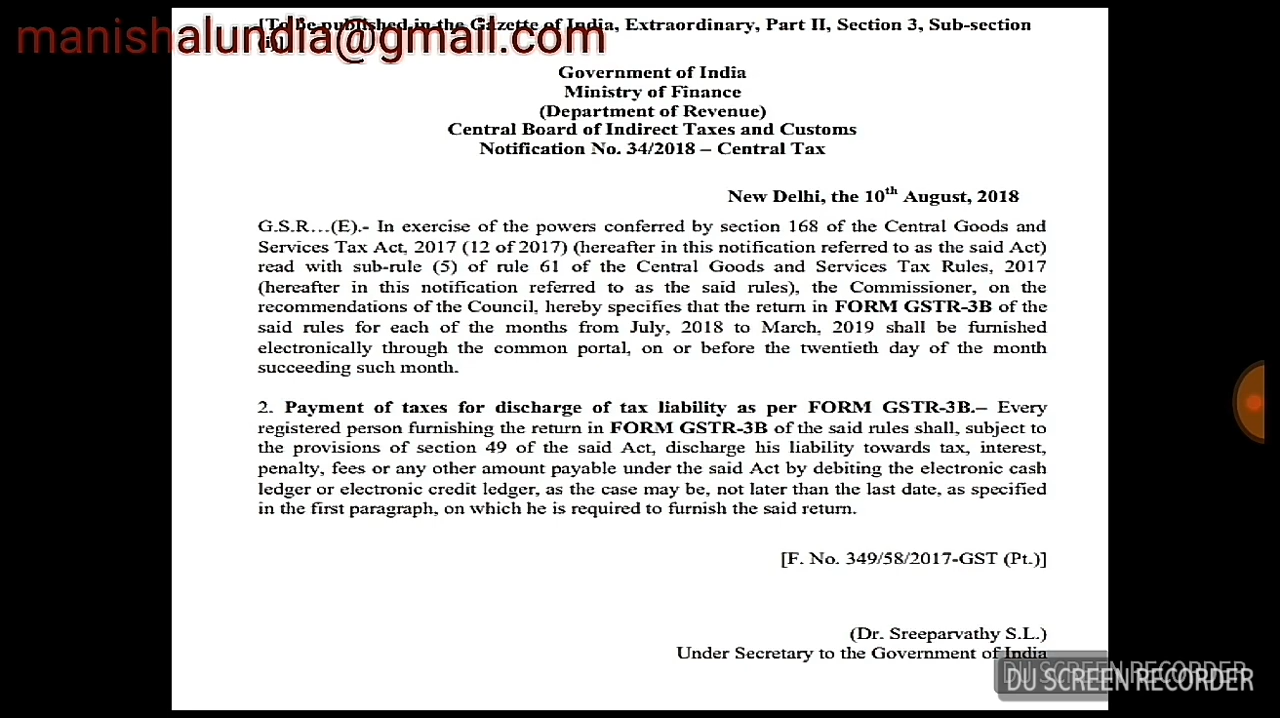 [To be published in the Gazette of India, Extraordinary, Part II, Section 3, Sub-section
(i)]
manishalundia@gmail.com
Government of India
Ministry of Finance
(Department of Revenue)
Central Board of Indirect Taxes and Customs
Notification No. 34/2018 – Central Tax
New Delhi, the 10th August, 2018
G.S.R...(E).- In exercise of the powers conferred by section 168 of the Central Goods and
Services Tax Act, 2017 (12 of 2017) (hereafter in this notification referred to as the said Act)
read with sub-rule (5) of rule 61 of the Central Goods and Services Tax Rules, 2017
(hereafter in this notification referred to as the said rules), the Commissioner, on the
recommendations of the Council, hereby specifies that the return in FORM GSTR-3B of the
said rules for each of the months from July, 2018 to March, 2019 shall be furnished
electronically through the common portal, on or before the twentieth day of the month
succeeding such month.
2. Payment of taxes for discharge of tax liability as per FORM GSTR-3B.– Every
registered person furnishing the return in FORM GSTR-3B of the said rules shall, subject to
the provisions of section 49 of the said Act, discharge his liability towards tax, interest,
penalty, fees or any other amount payable under the said Act by debiting the electronic cash
ledger or electronic credit ledger, as the case may be, not later than the last date, as specified
in the first paragraph, on which he is required to furnish the said return.
[F. No. 349/58/2017-GST (Pt.)]
(Dr. Sreeparvathy S.L.)
Under Secretary to the Government of India
DU SCREEN RECORDER